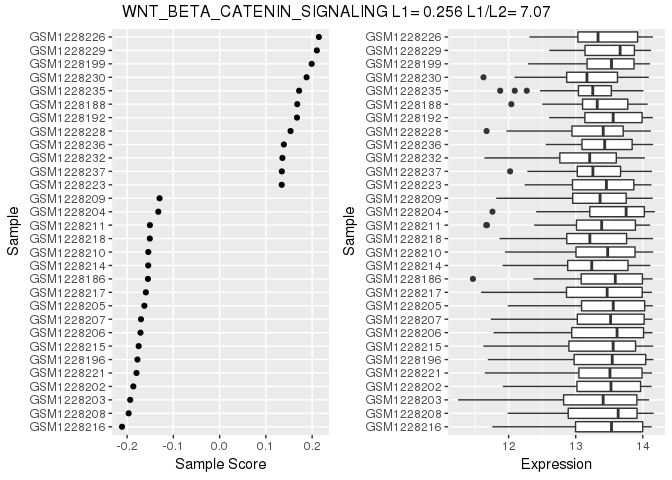 WNT_BETA_CATENIN_SIGNALING L1= 0.256 L1/L2= 7.07
Sample
GSM1228226
GSM1228229
GSM1228199
GSM1228230
GSM1228235
GSM1228188
GSM1228192
GSM1228228
GSM1228236
GSM1228232
GSM1228237
GSM1228223
GSM1228209
GSM1228204
GSM1228211
GSM1228218
GSM1228210
GSM1228214
GSM1228186
GSM1228217
GSM1228205
GSM1228207
GSM1228206
GSM1228215
GSM1228196
GSM1228221
GSM1228202
GSM1228203
GSM1228208
GSM1228216
-0.2 -0.1 0.0 0.1 0.2
Sample Score
Sample
GSM1228226
GSM1228229
GSM1228199
GSM1228230
GSM1228235
GSM1228188
GSM1228192
GSM1228228
GSM1228236
GSM1228232
GSM1228237
GSM1228223
GSM1228209
GSM1228204
GSM1228211
GSM1228218
GSM1228210
GSM1228214
GSM1228186
GSM1228217
GSM1228205
GSM1228207
GSM1228206
GSM1228215
GSM1228196
GSM1228221
GSM1228202
GSM1228203
GSM1228208
GSM1228216
12 13 14
Expression